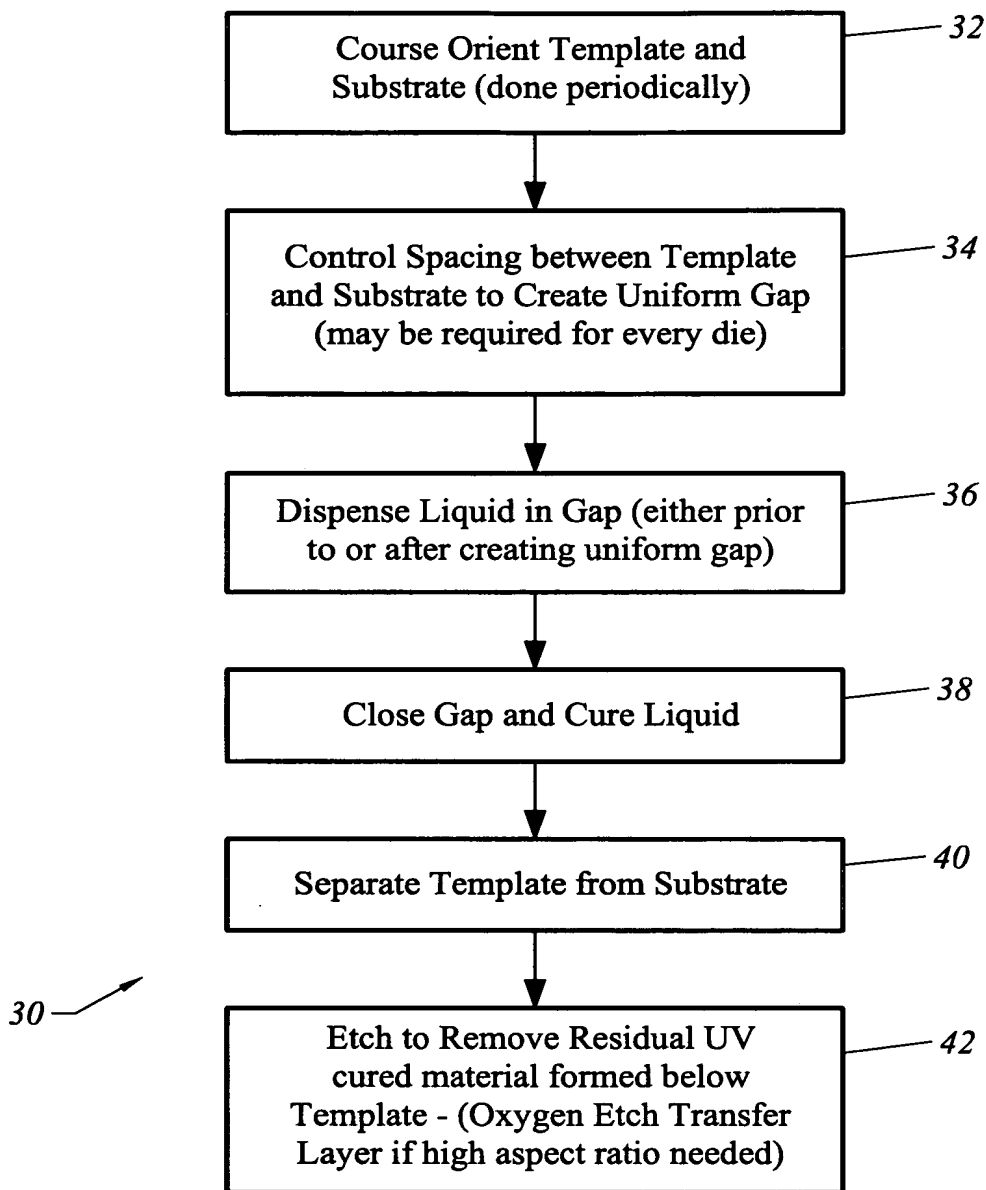 Course Orient Template and
Substrate (done periodically)
32
Control Spacing between Template
and Substrate to Create Uniform Gap
(may be required for every die)
34
Dispense Liquid in Gap (either prior
to or after creating uniform gap)
36
Close Gap and Cure Liquid
38
Separate Template from Substrate
40
30
Etch to Remove Residual UV
cured material formed below
Template - (Oxygen Etch Transfer
Layer if high aspect ratio needed)
42